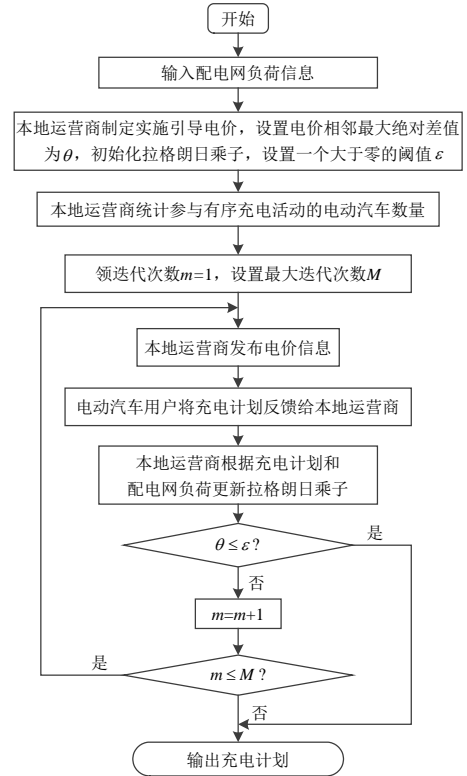 开始
输入配电网负荷信息
本地运营商制定实施引导电价，设置电价相邻最大绝对差值
为θ，初始化拉格朗日乘子，设置一个大于零的阈值ε
本地运营商统计参与有序充电活动的电动汽车数量
领迭代次数m=1，设置最大迭代次数M
本地运营商发布电价信息
电动汽车用户将充电计划反馈给本地运营商
本地运营商根据充电计划和
配电网负荷更新拉格朗日乘子
θ≤ε?
是
否
m=m+1
是
m≤M?
否
输出充电计划